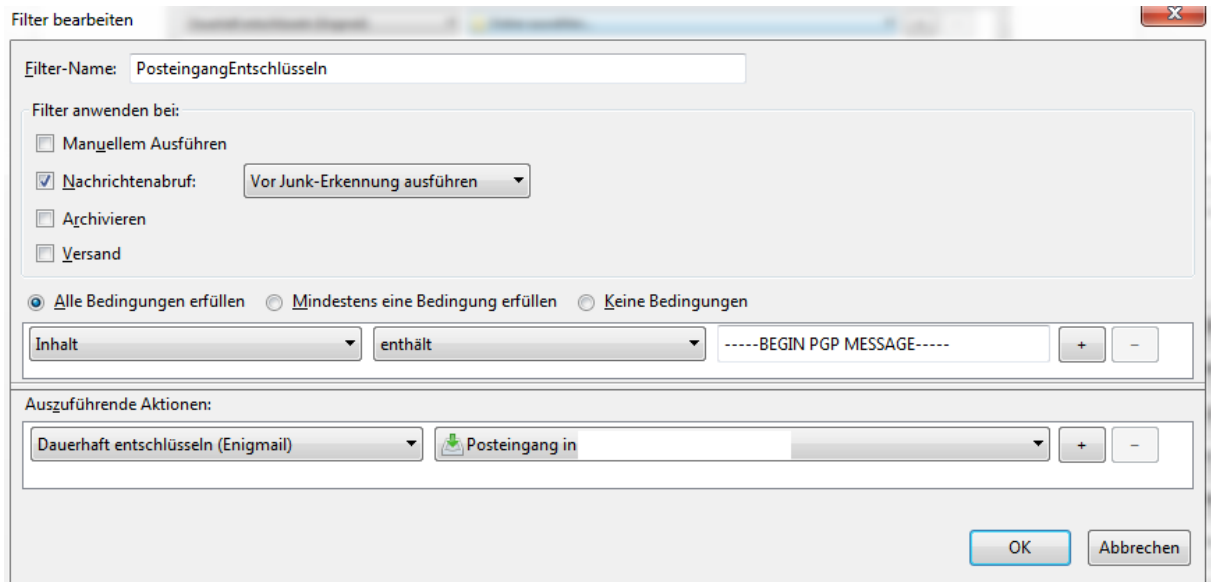 Filter bearbeiten
Filter-Name: PosteingangEntschlüsseln
Filter anwenden bei:
Manuellem Ausführen
Nachrichtenabruf: Vor Junk-Erkennung ausführen
Archivieren
Versand
Alle Bedingungen erfüllen Mindestens eine Bedingung erfüllen Keine Bedingungen
Inhalt enthält -----BEGIN PGP MESSAGE----- + –
Auszuführende Aktionen:
Dauerhaft entschlüsseln (Enigmail) Posteingang in + –
OK Abbrechen